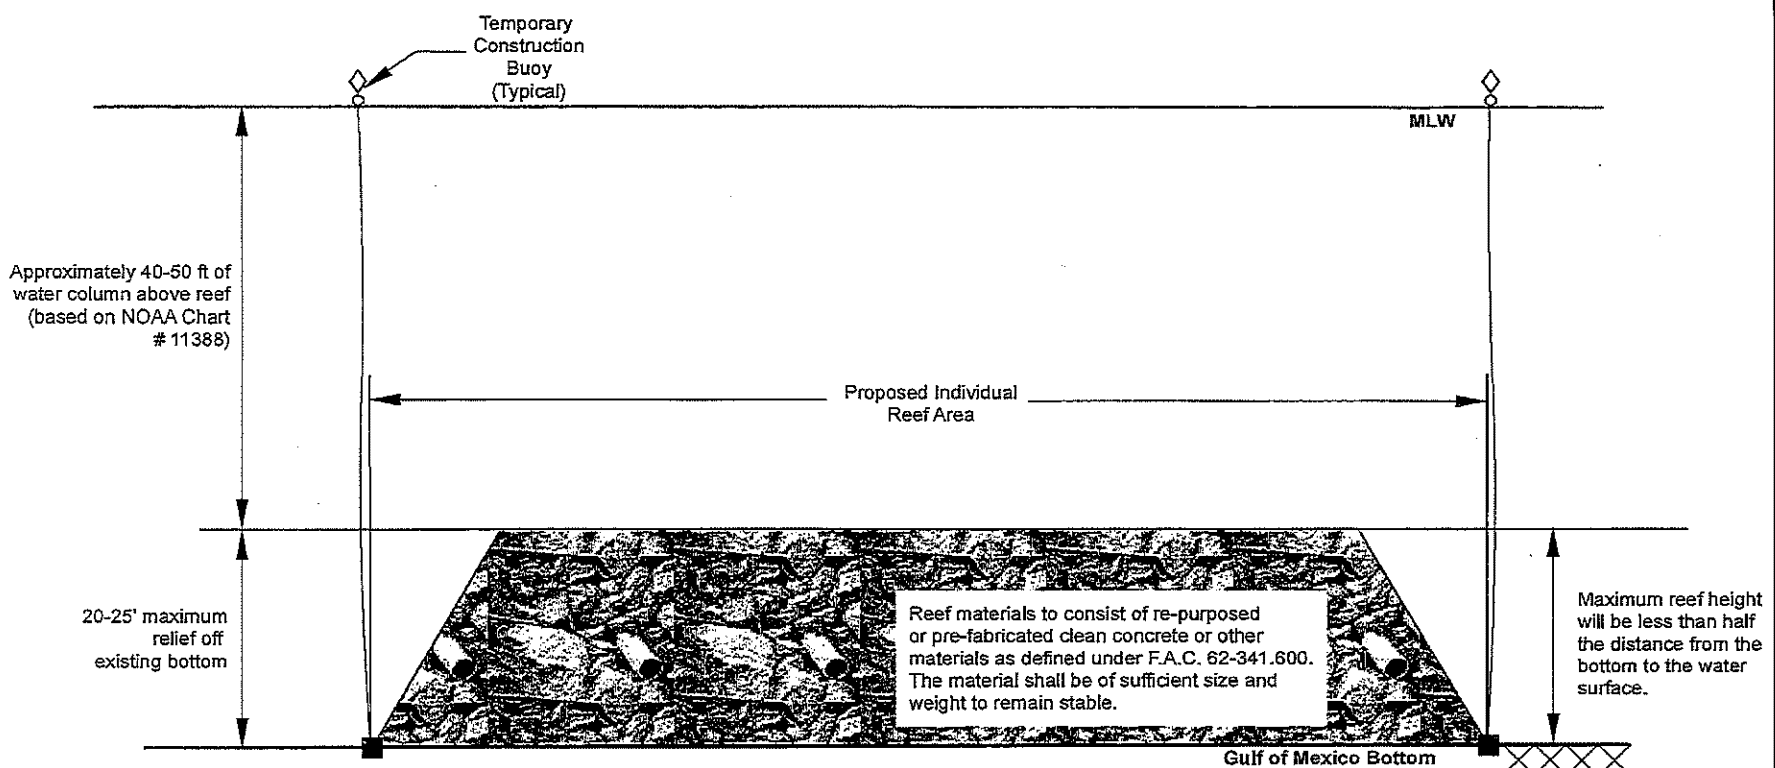 Temporary
Construction
Buoy
(Typical)
MLW
Approximately 40-50 ft of
water column above reef
(based on NOAA Chart
# 11388)
Proposed Individual
Reef Area
20-25' maximum
relief off
existing bottom
Reef materials to consist of re-purposed
or pre-fabricated clean concrete or other
materials as defined under F.A.C. 62-341.600.
The material shall be of sufficient size and
weight to remain stable.
Maximum reef height
will be less than half
the distance from the
bottom to the water
surface.
Gulf of Mexico Bottom